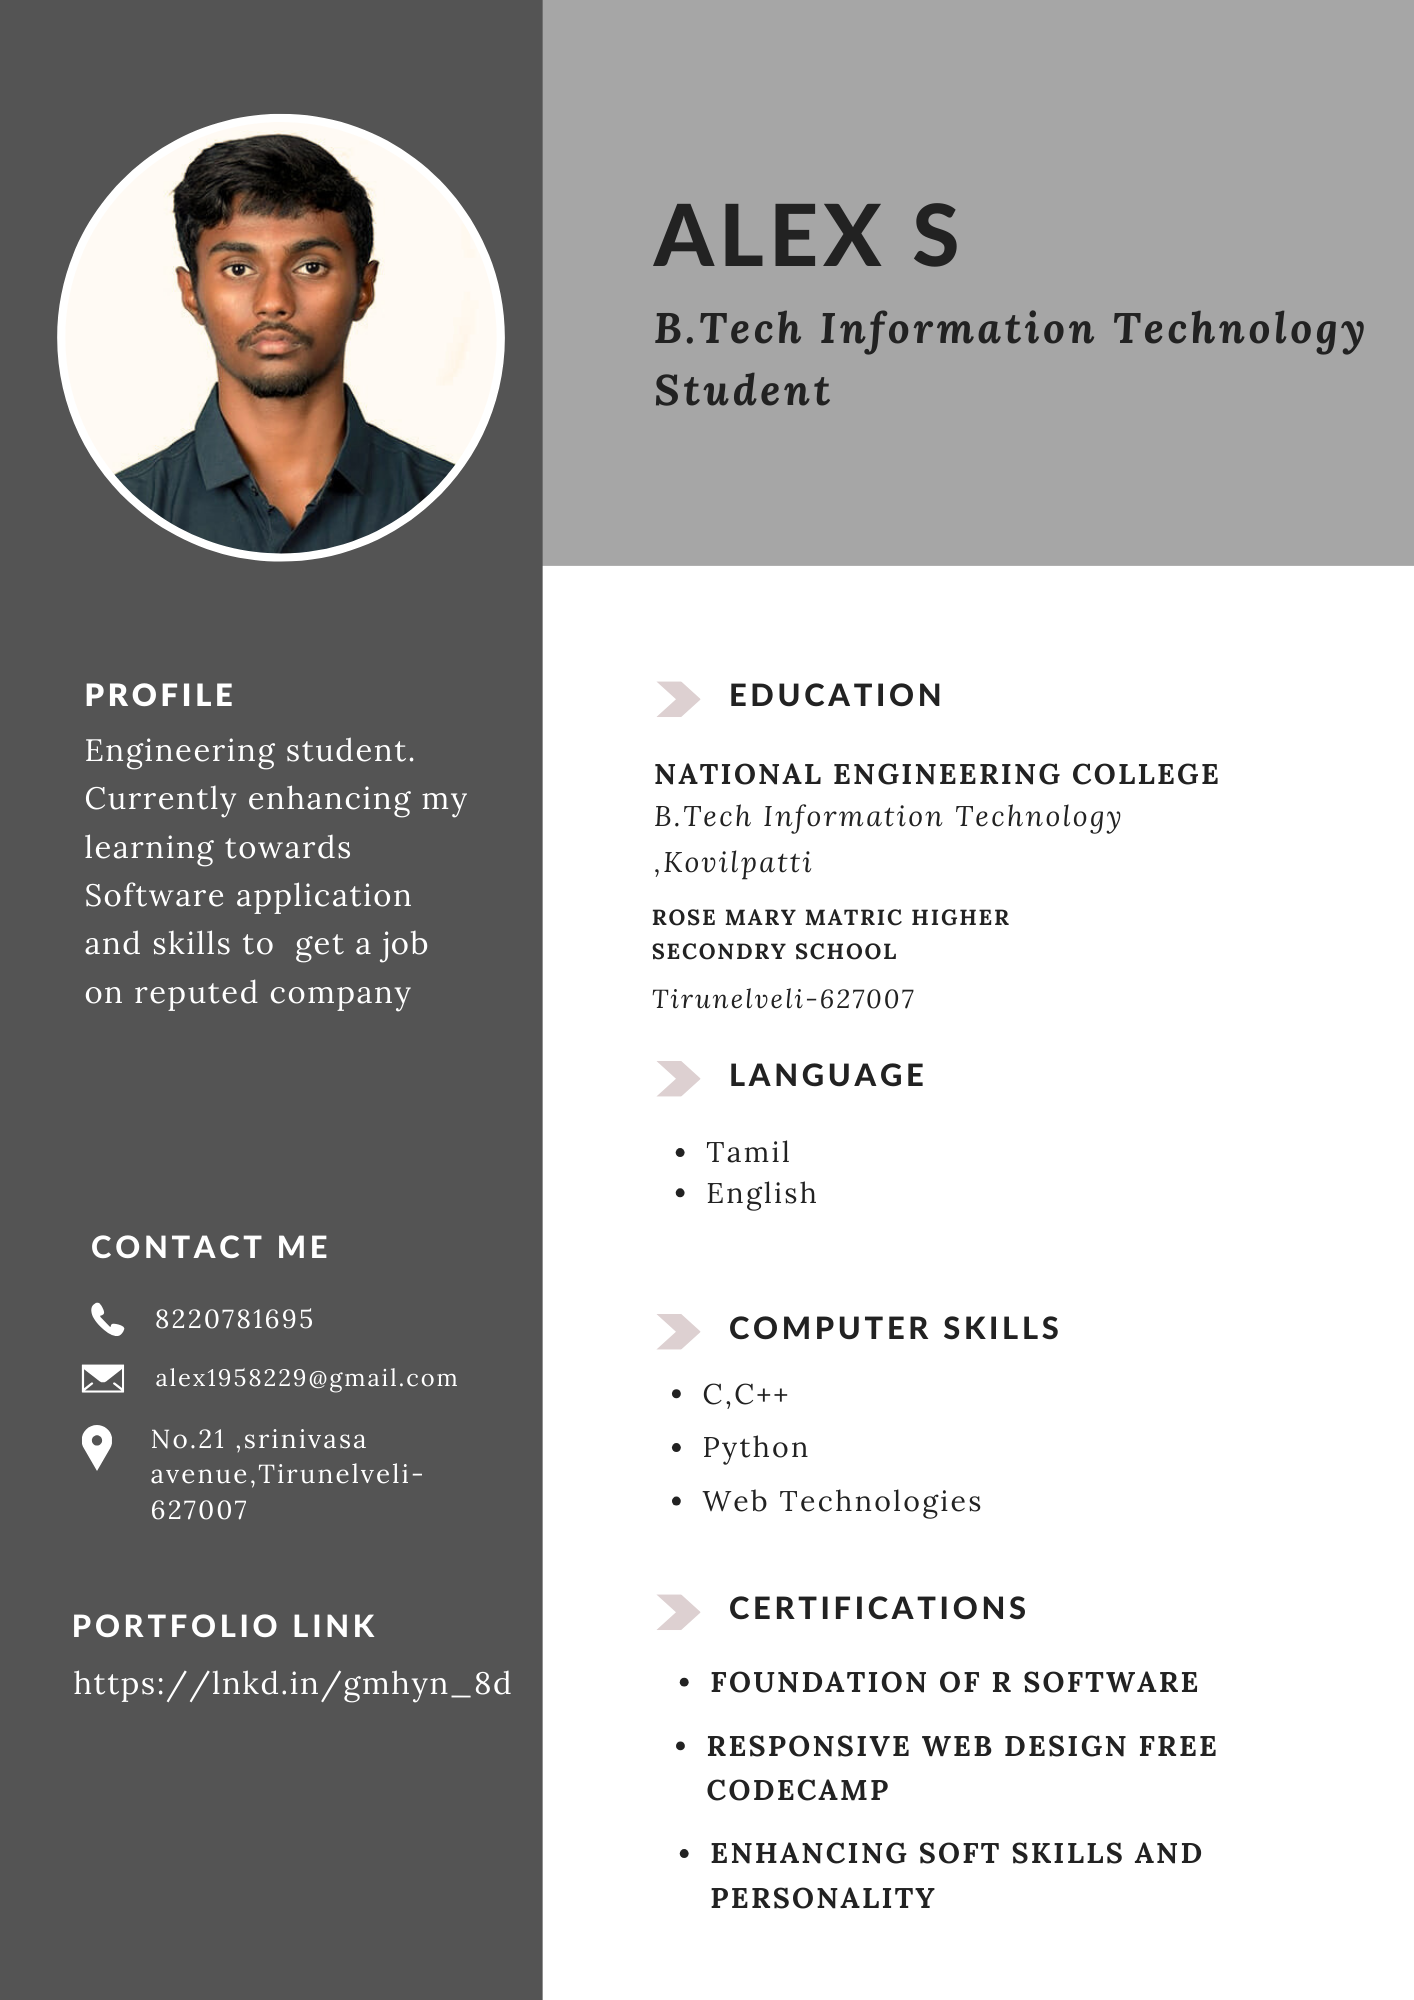 ALEX S
B.Tech Information Technology
Student
PROFILE
Engineering student.
Currently enhancing my
learning towards
Software application
and skills to  get a job
on reputed company
CONTACT ME
8220781695
alex1958229@gmail.com
No.21 ,srinivasa
avenue,Tirunelveli-
627007
PORTFOLIO LINK
https://lnkd.in/gmhyn_8d
EDUCATION
NATIONAL ENGINEERING COLLEGE
B.Tech Information Technology
,Kovilpatti
ROSE MARY MATRIC HIGHER
SECONDRY SCHOOL
Tirunelveli-627007
LANGUAGE
• Tamil
• English
COMPUTER SKILLS
• C,C++
• Python
• Web Technologies
CERTIFICATIONS
• FOUNDATION OF R SOFTWARE
• RESPONSIVE WEB DESIGN FREE
CODECAMP
• ENHANCING SOFT SKILLS AND
PERSONALITY